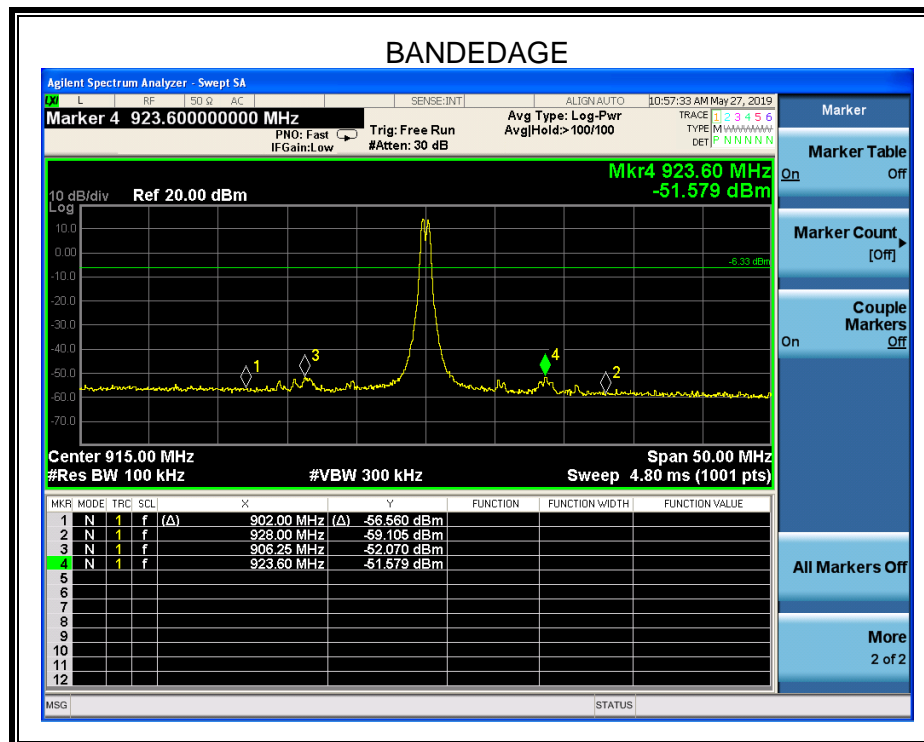 BANDEDAGE
Agilent Spectrum Analyzer - Swept SA
LXI L RF 50 Ω AC SENSE:INT ALIGN AUTO 10:57:33 AM May 27, 2019
Marker 4 923.600000000 MHz
PNO: Fast
IFGain:Low
Trig: Free Run
#Atten: 30 dB
Avg Type: Log-Pwr
Avg|Hold:>100/100
TRACE 1 2 3 4 5 6
TYPE M WWWWW
DET P N N N N N
Mkr4 923.60 MHz
-51.579 dBm
10 dB/div Ref 20.00 dBm
Log
10.0
0.00
-6.33 dBm
-10.0
-20.0
-30.0
-40.0
-50.0
-60.0
-70.0
1
3
4
2
Center 915.00 MHz Span 50.00 MHz
#Res BW 100 kHz #VBW 300 kHz Sweep 4.80 ms (1001 pts)
MKR MODE TRC SCL X Y FUNCTION FUNCTION WIDTH FUNCTION VALUE
1 N 1 f (Δ) 902.00 MHz (Δ) -56.560 dBm
2 N 1 f 928.00 MHz -59.105 dBm
3 N 1 f 906.25 MHz -52.070 dBm
4 N 1 f 923.60 MHz -51.579 dBm
5
6
7
8
9
10
11
12
MSG STATUS
Marker
Marker Table
On Off
Marker Count
[Off]
Couple
Markers
On Off
All Markers Off
More
2 of 2